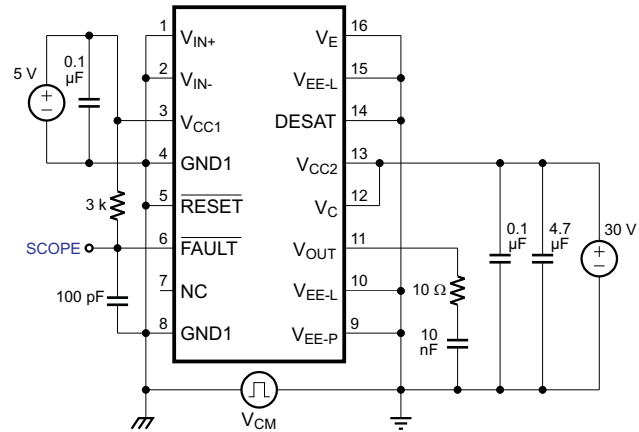 1 V_IN+ V_E 16
2 V_IN- V_EE-L 15
3 V_CC1 DESAT 14
4 GND1 V_CC2 13
5 RESET V_C 12
6 FAULT V_OUT 11
7 NC V_EE-L 10
8 GND1 V_EE-P 9
5 V
0.1
µF
3 k
SCOPE
100 pF
10 Ω
10
nF
0.1
µF
4.7
µF
30 V
V_CM